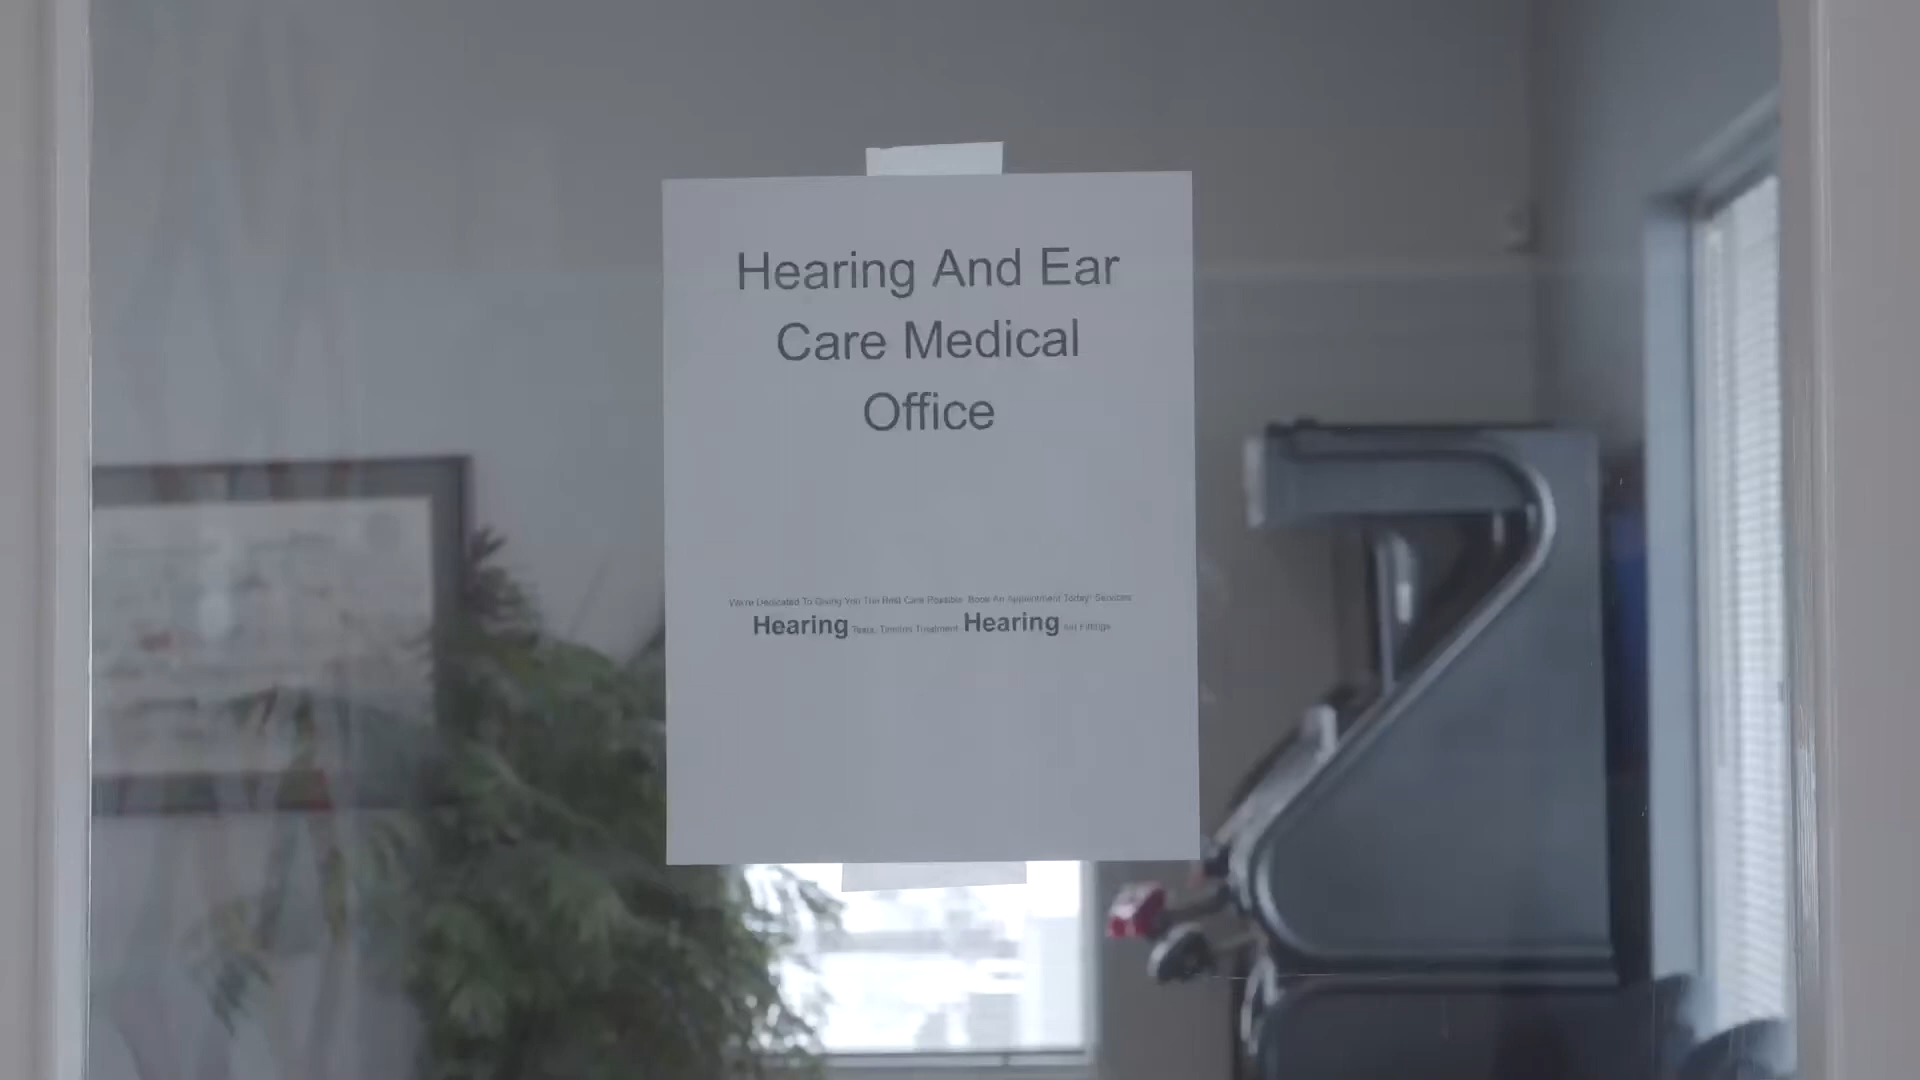 Hearing And Ear
Care Medical
Office
We're Dedicated To Giving You The Best Care Possible. Book An Appointment Today! Services:
Hearing Tests, Tinnitus Treatment, Hearing Aid Fittings